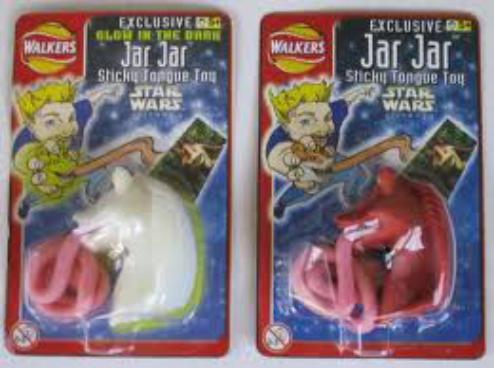 EXCLUSIVE
GLOW IN THE DARK
WALKERS
Jar Jar
Sticky Tongue Toy
STAR
WARS
EXCLUSIVE
WALKERS
Jar Jar
Sticky Tongue Toy
STAR
WARS